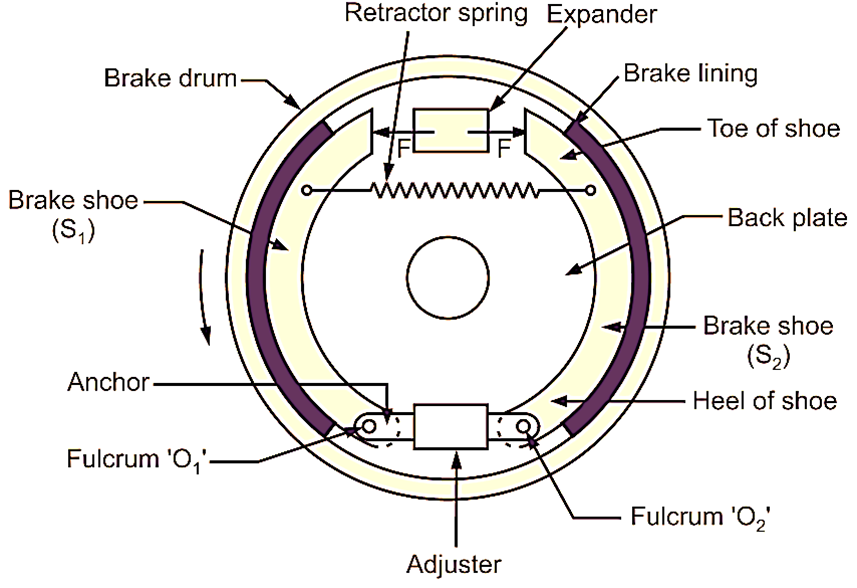 Retractor spring
Expander
Brake drum
Brake lining
Toe of shoe
F
F
Brake shoe
(S₁)
Back plate
Brake shoe
(S₂)
Anchor
Heel of shoe
Fulcrum 'O₁'
Fulcrum 'O₂'
Adjuster